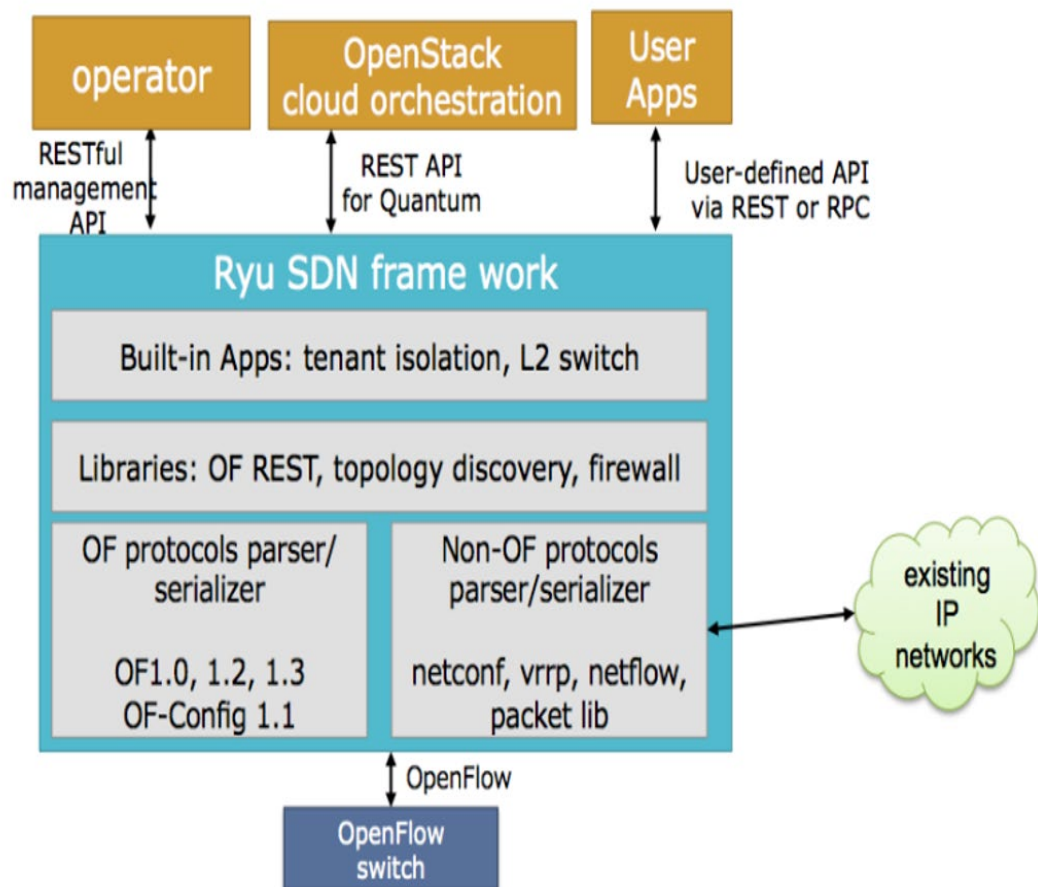 operator
OpenStack
cloud orchestration
User
Apps
RESTful
management
API
REST API
for Quantum
User-defined API
via REST or RPC
Ryu SDN frame work
Built-in Apps: tenant isolation, L2 switch
Libraries: OF REST, topology discovery, firewall
OF protocols parser/
serializer
OF1.0, 1.2, 1.3
OF-Config 1.1
Non-OF protocols
parser/serializer
netconf, vrrp, netflow,
packet lib
existing
IP
networks
OpenFlow
OpenFlow
switch